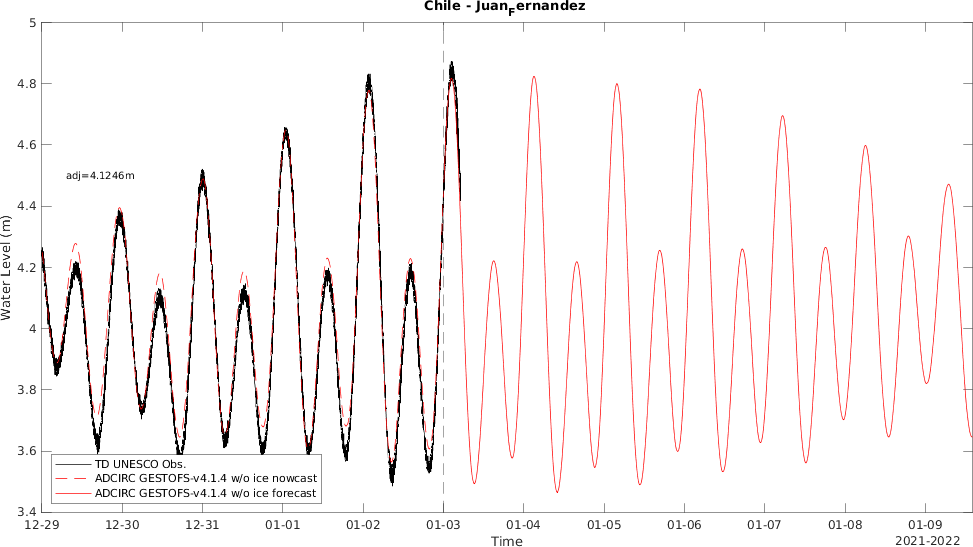 Chile - JuanFernandez
5
4.8
4.6
adj=4.1246m
4.4
4.2
4
3.8
3.6
3.4
Water Level (m)
TD UNESCO Obs.
ADCIRC GESTOFS-v4.1.4 w/o ice nowcast
ADCIRC GESTOFS-v4.1.4 w/o ice forecast
12-29 12-30 12-31 01-01 01-02 01-03 01-04 01-05 01-06 01-07 01-08 01-09
Time
2021-2022